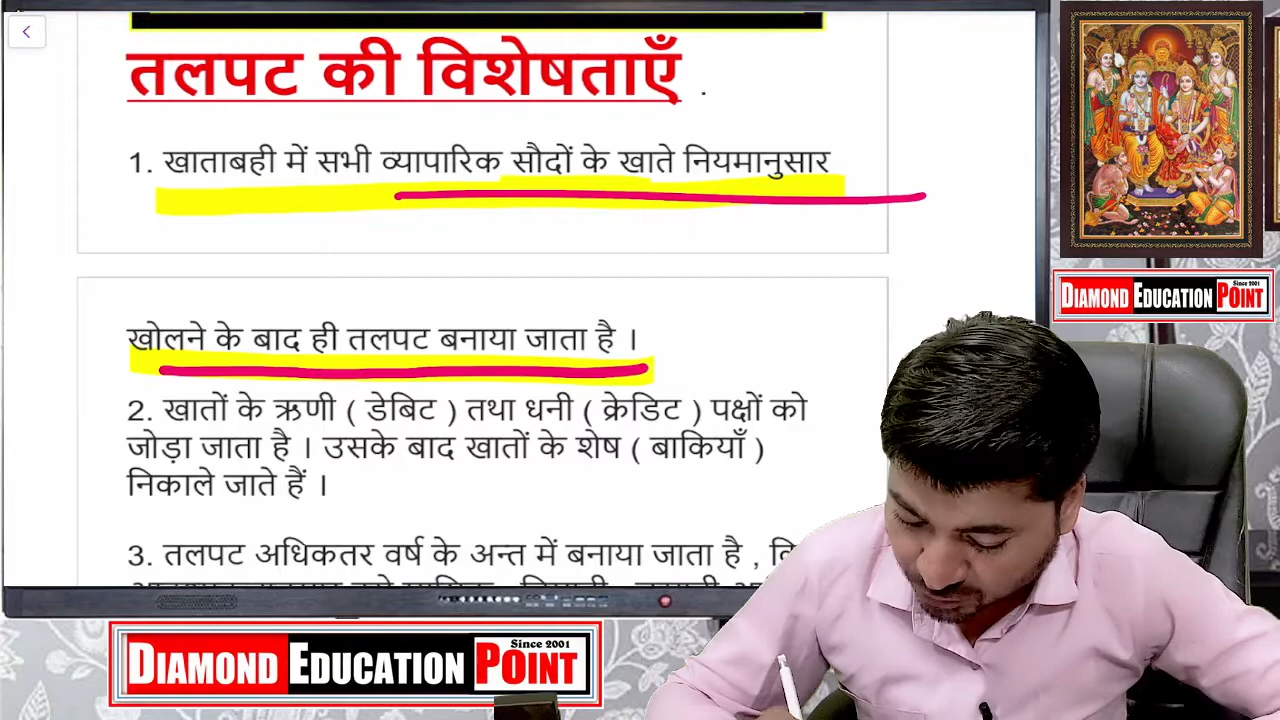 तलपट की विशेषताएँ .
1. खाताबही में सभी व्यापारिक सौदों के खाते नियमानुसार
खोलने के बाद ही तलपट बनाया जाता है ।
2. खातों के ऋणी ( डेबिट ) तथा धनी ( क्रेडिट ) पक्षों को
जोड़ा जाता है । उसके बाद खातों के शेष ( बाकियाँ )
निकाले जाते हैं ।
3. तलपट अधिकतर वर्ष के अन्त में बनाया जाता है ,
Since 2001
DIAMOND EDUCATION POINT
Since 2001
DIAMOND EDUCATION POINT